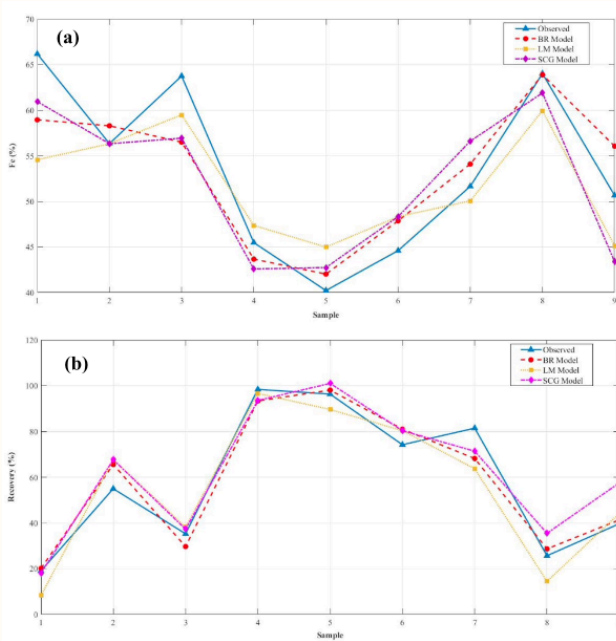 (a)
Observed
BR Model
LM Model
SCG Model
70
65
60
55
50
45
40
Fe (%)
1 2 3 4 5 6 7 8 9
Sample
(b)
Observed
BR Model
LM Model
SCG Model
120
100
80
60
40
20
0
Recovery (%)
1 2 3 4 5 6 7 8
Sample